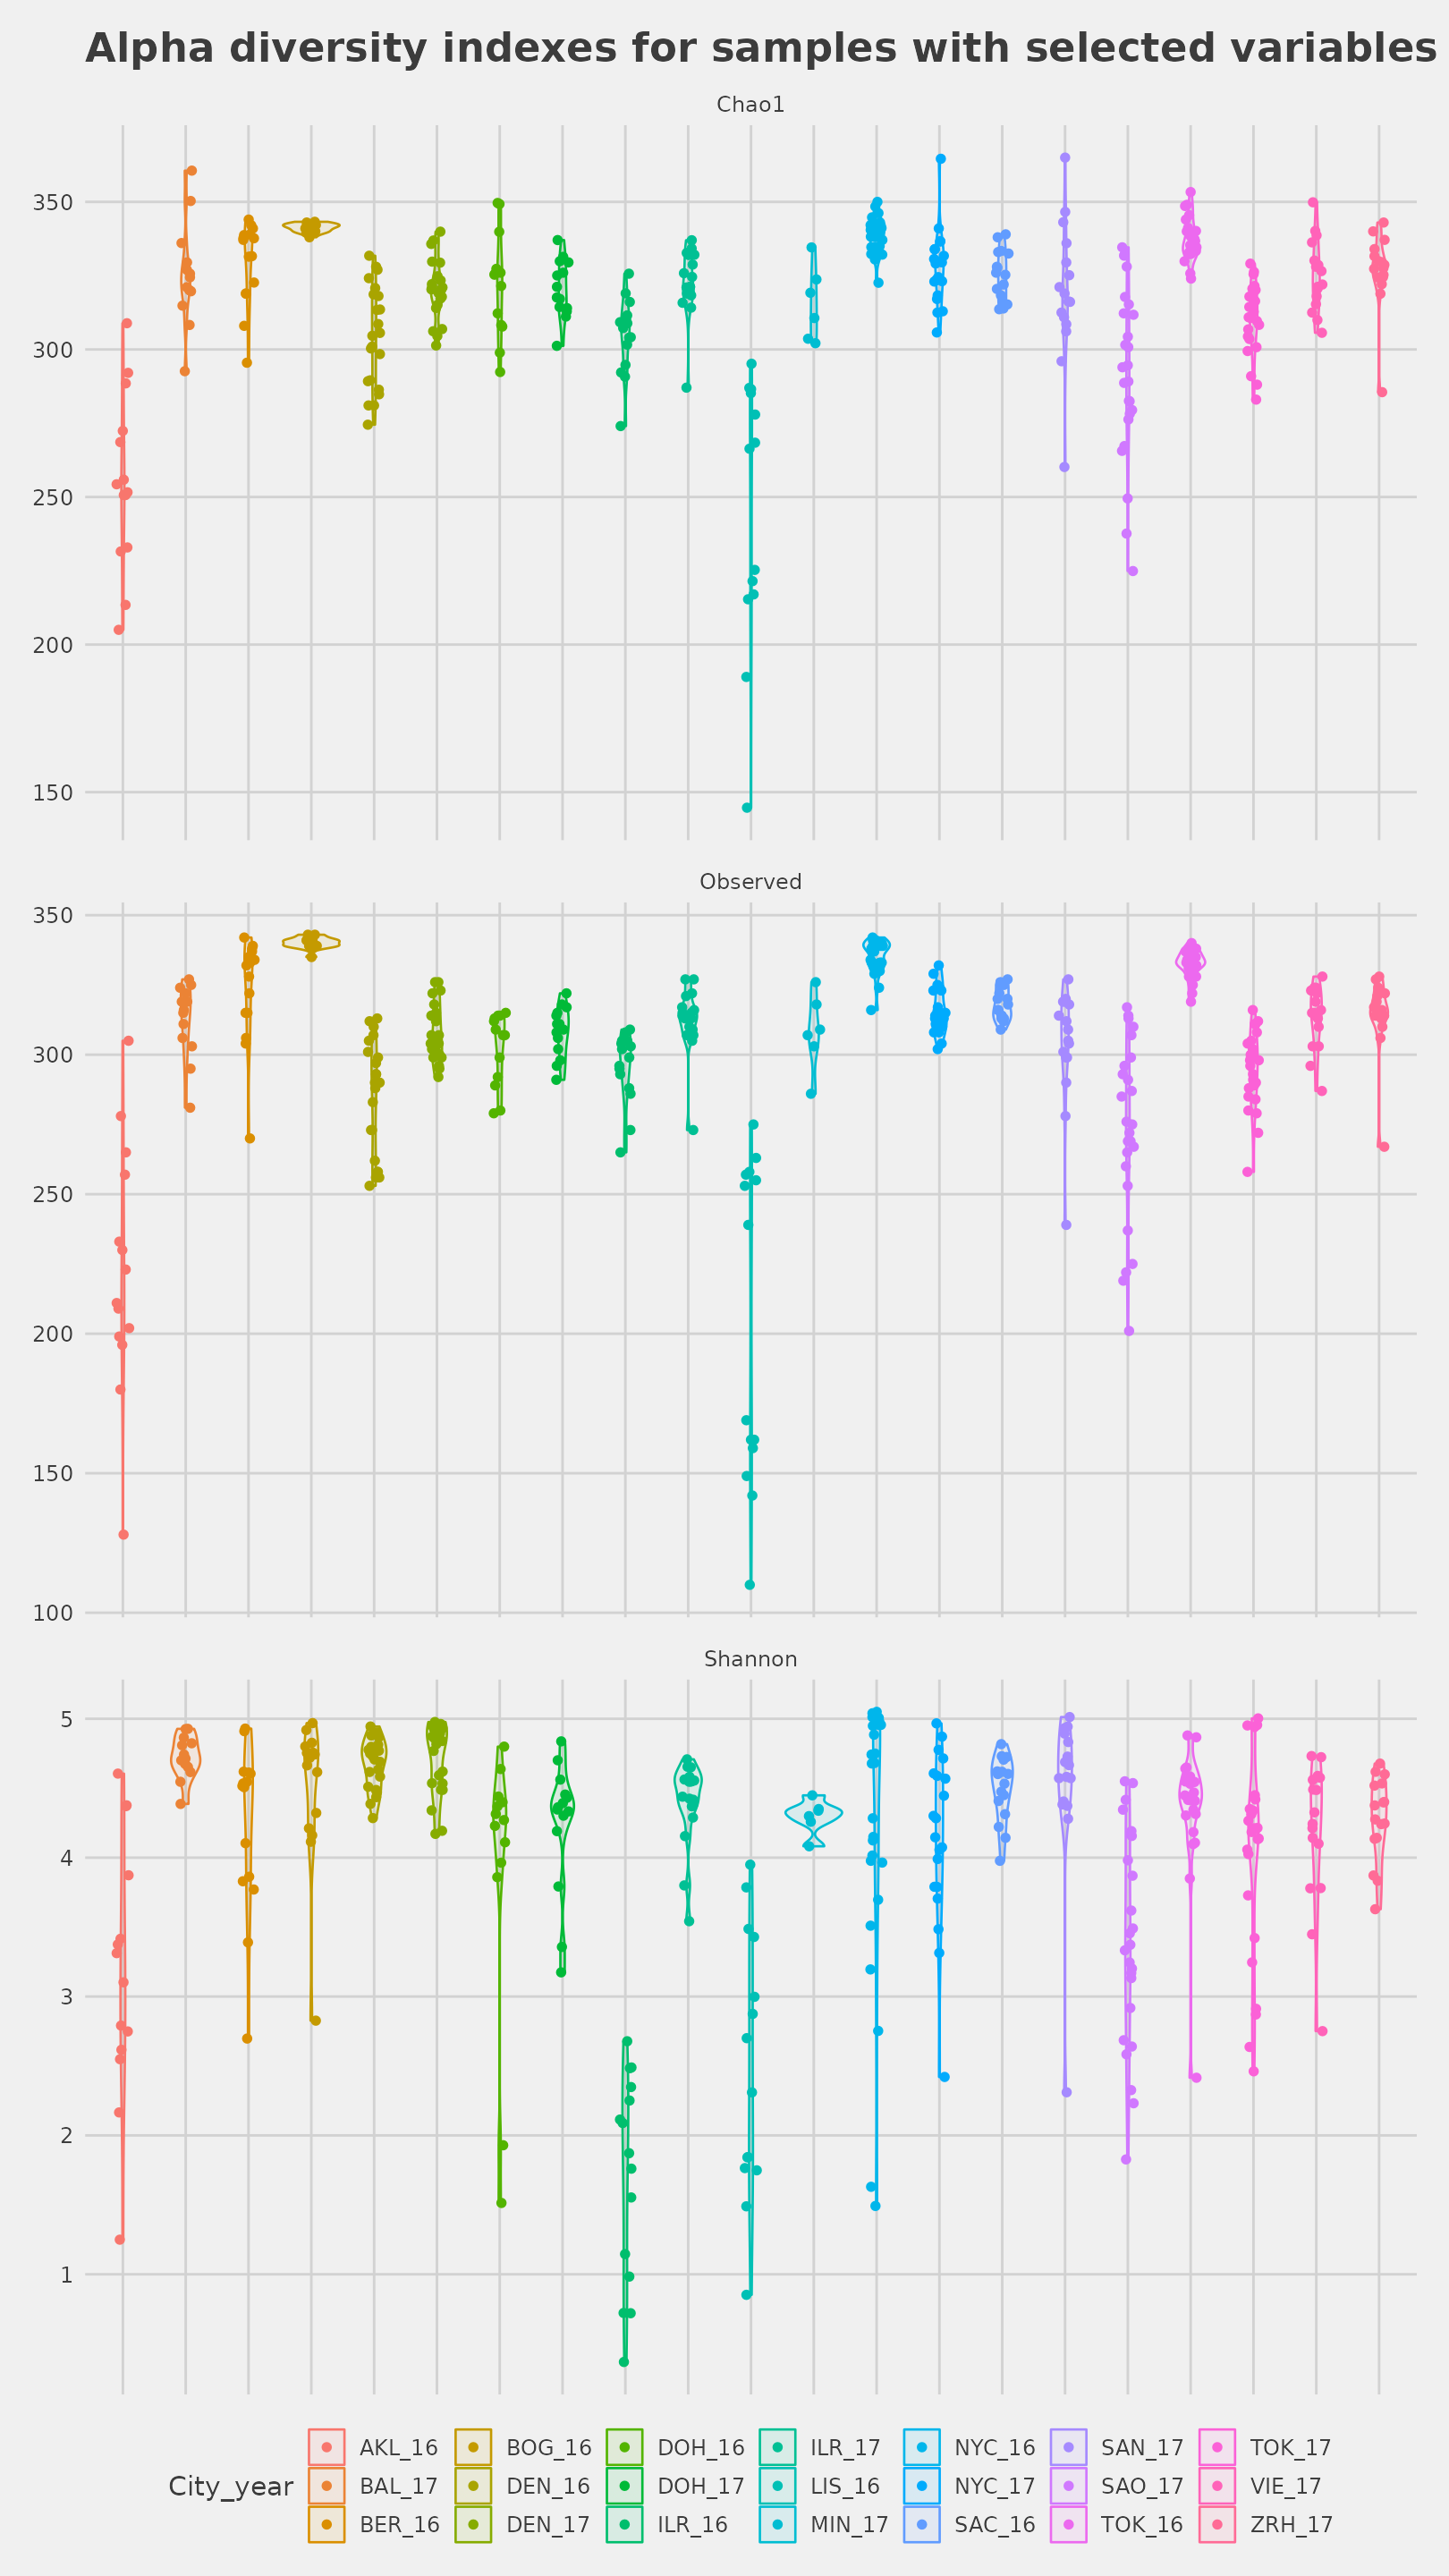 Alpha diversity indexes for samples with selected variables
Chao1
350
300
250
200
150
Observed
350
300
250
200
150
100
Shannon
5
4
3
2
1
City_year
AKL_16 BOG_16 DOH_16 ILR_17 NYC_16 SAN_17 TOK_17
BAL_17 DEN_16 DOH_17 LIS_16 NYC_17 SAO_17 VIE_17
BER_16 DEN_17 ILR_16 MIN_17 SAC_16 TOK_16 ZRH_17